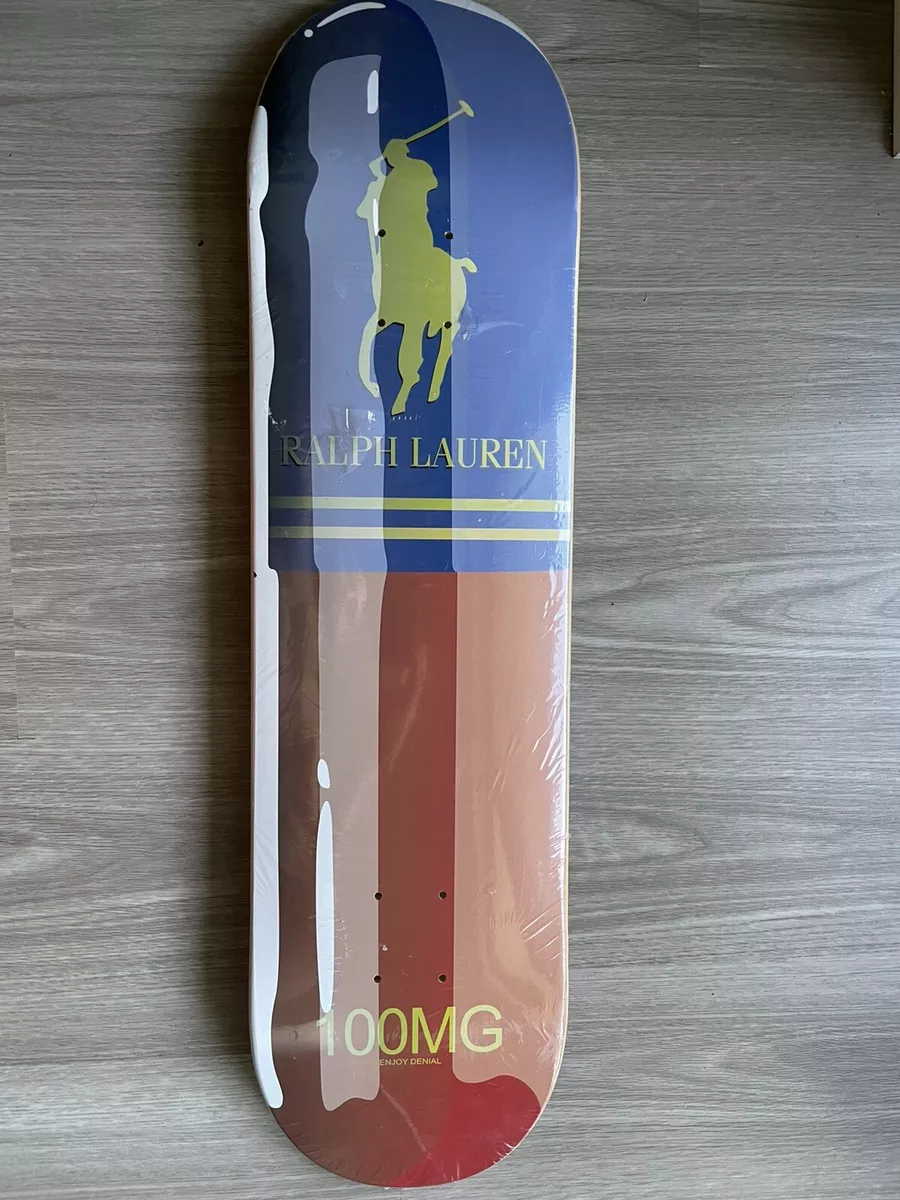 RALPH LAUREN
100MG
ENJOY DENIAL